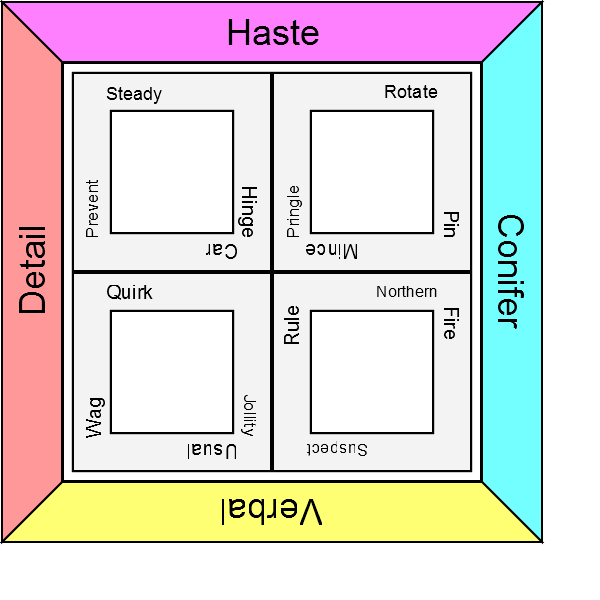 Haste
Detail
Conifer
Verbal
Steady
Prevent
Hinge
Car
Rotate
Pringle
Pin
Mince
Quirk
Wag
Jollity
Usual
Northern
Rule
Fire
Suspect